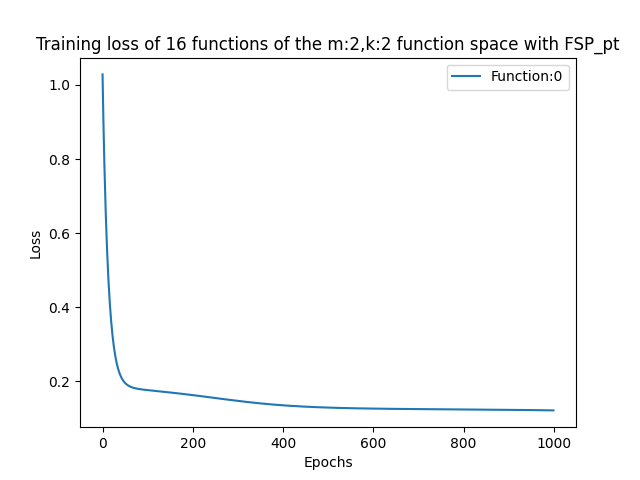 Training loss of 16 functions of the m:2,k:2 function space with FSP_pt
Function:0
Loss
1.0
0.8
0.6
0.4
0.2
0 200 400 600 800 1000
Epochs